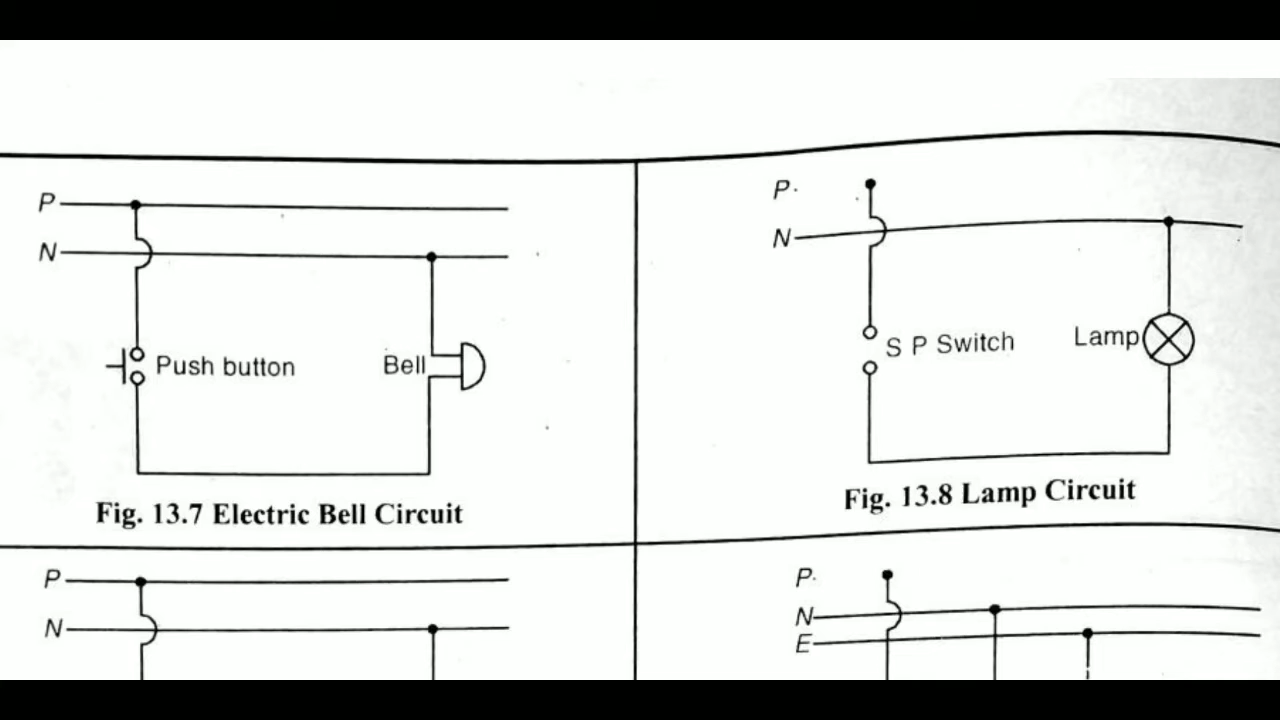 P
N
Push button
Bell
Fig. 13.7 Electric Bell Circuit
P
N
S P Switch
Lamp
Fig. 13.8 Lamp Circuit
P
N
P
N
E